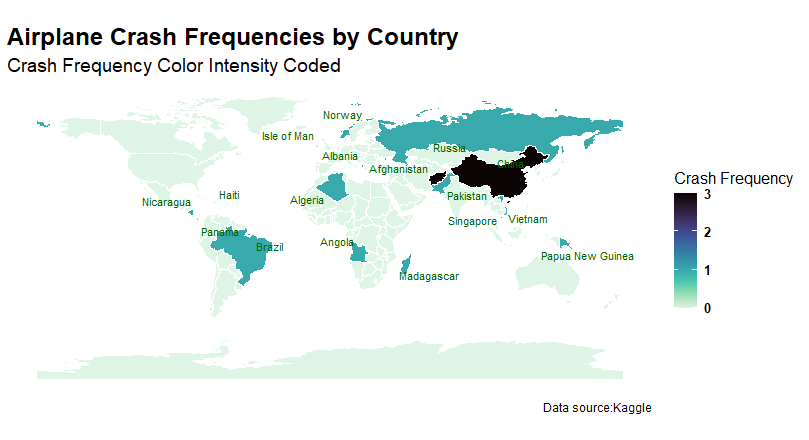 Airplane Crash Frequencies by Country
Crash Frequency Color Intensity Coded
Norway
Isle of Man
Russia
Albania
China
Afghanistan
Haiti
Pakistan
Algeria
Nicaragua
Singapore
Vietnam
Panama
Angola
Brazil
Papua New Guinea
Madagascar
Crash Frequency
3
2
1
0
Data source:Kaggle